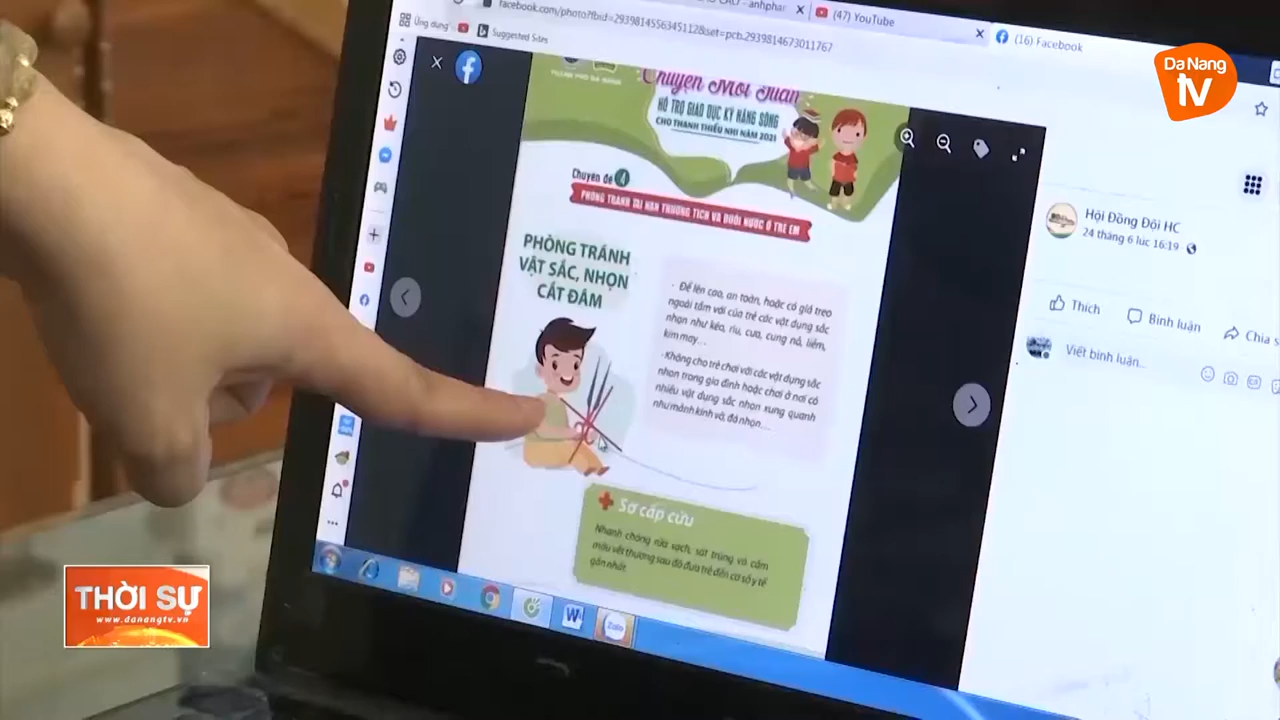 (47) YouTube
(16) Facebook
facebook.com/photo?fbid=2939814556345112&set=pcb.2939814673011767
Ứng dụng
Suggested Sites
Da Nang
tv
Chuyện Mỗi Tuần
HỖ TRỢ GIÁO DỤC KỸ NĂNG SỐNG
CHO THANH THIẾU NHI NĂM 2021
Chuyên đề 4
PHÒNG TRÁNH TAI NẠN THƯƠNG TÍCH VÀ ĐUỐI NƯỚC Ở TRẺ EM
PHÒNG TRÁNH
VẬT SẮC, NHỌN
CẮT ĐÂM
- Để lên cao, an toàn, hoặc có giá treo
ngoài tầm với của trẻ các vật dụng sắc
nhọn như kéo, rìu, cưa, cung nỏ, liềm,
kim may...
- Không cho trẻ chơi với các vật dụng sắc
nhọn trong gia đình hoặc chơi ở nơi có
nhiều vật dụng sắc nhọn xung quanh
như mảnh kính vỡ, đá nhọn....
Sơ cấp cứu
Nhanh chóng rửa sạch, sát trùng và cầm
máu vết thương sau đó đưa trẻ đến cơ sở y tế
gần nhất
Hội Đồng Đội HC
24 tháng 6 lúc 16:19
Thích
Bình luận
Chia s
Viết bình luận...
Zalo
THỜI SỰ
www.danangtv.vn